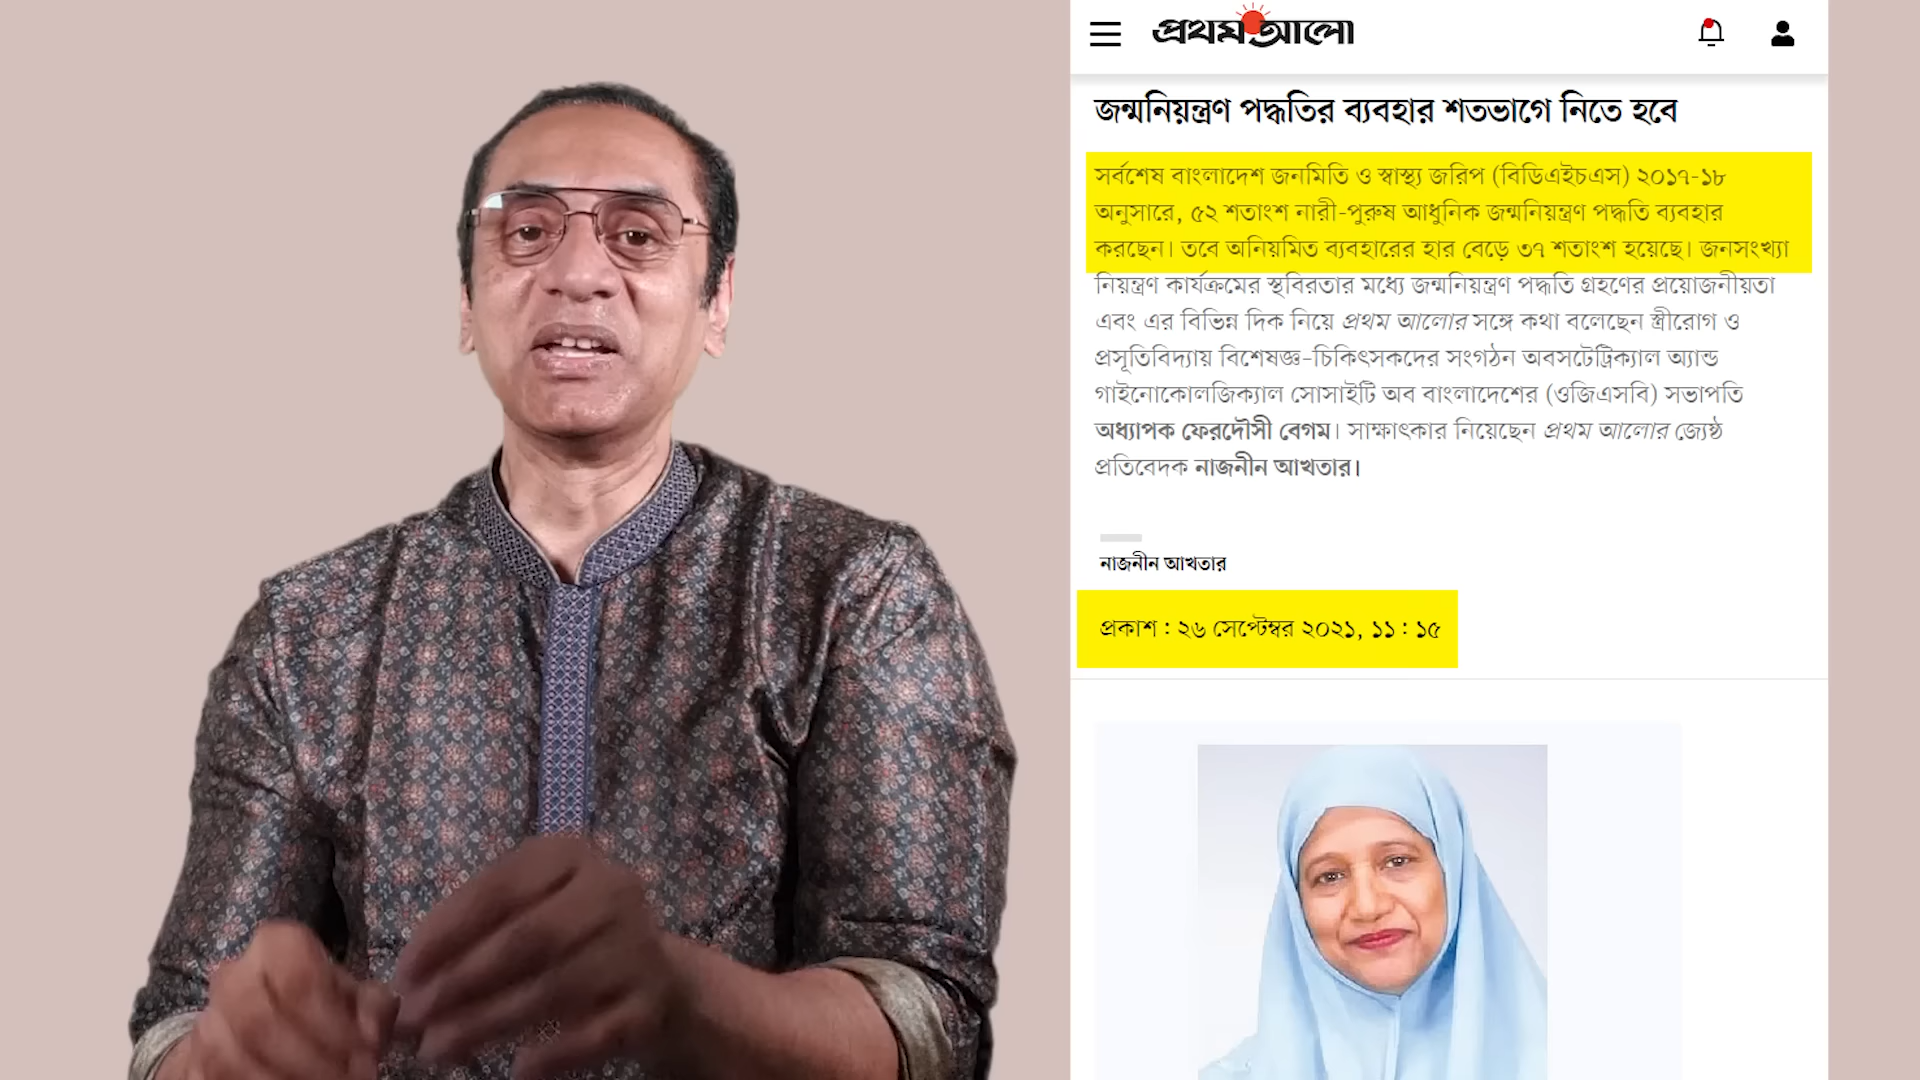 প্রথম আলো
জন্মনিয়ন্ত্রণ পদ্ধতির ব্যবহার শতভাগে নিতে হবে
সর্বশেষ বাংলাদেশ জনমিতি ও স্বাস্থ্য জরিপ (বিডিএইচএস) ২০১৭-১৮
অনুসারে, ৫২ শতাংশ নারী-পুরুষ আধুনিক জন্মনিয়ন্ত্রণ পদ্ধতি ব্যবহার
করছেন। তবে অনিয়মিত ব্যবহারের হার বেড়ে ৩৭ শতাংশ হয়েছে। জনসংখ্যা
নিয়ন্ত্রণ কার্যক্রমের স্থবিরতার মধ্যে জন্মনিয়ন্ত্রণ পদ্ধতি গ্রহণের প্রয়োজনীয়তা
এবং এর বিভিন্ন দিক নিয়ে প্রথম আলোর সঙ্গে কথা বলেছেন স্ত্রীরোগ ও
প্রসূতিবিদ্যায় বিশেষজ্ঞ–চিকিৎসকদের সংগঠন অবসটেট্রিক্যাল অ্যান্ড
গাইনোকোলজিক্যাল সোসাইটি অব বাংলাদেশের (ওজিএসবি) সভাপতি
অধ্যাপক ফেরদৌসী বেগম। সাক্ষাৎকার নিয়েছেন প্রথম আলোর জ্যেষ্ঠ
প্রতিবেদক নাজনীন আখতার।
নাজনীন আখতার
প্রকাশ : ২৬ সেপ্টেম্বর ২০২১, ১১ : ১৫